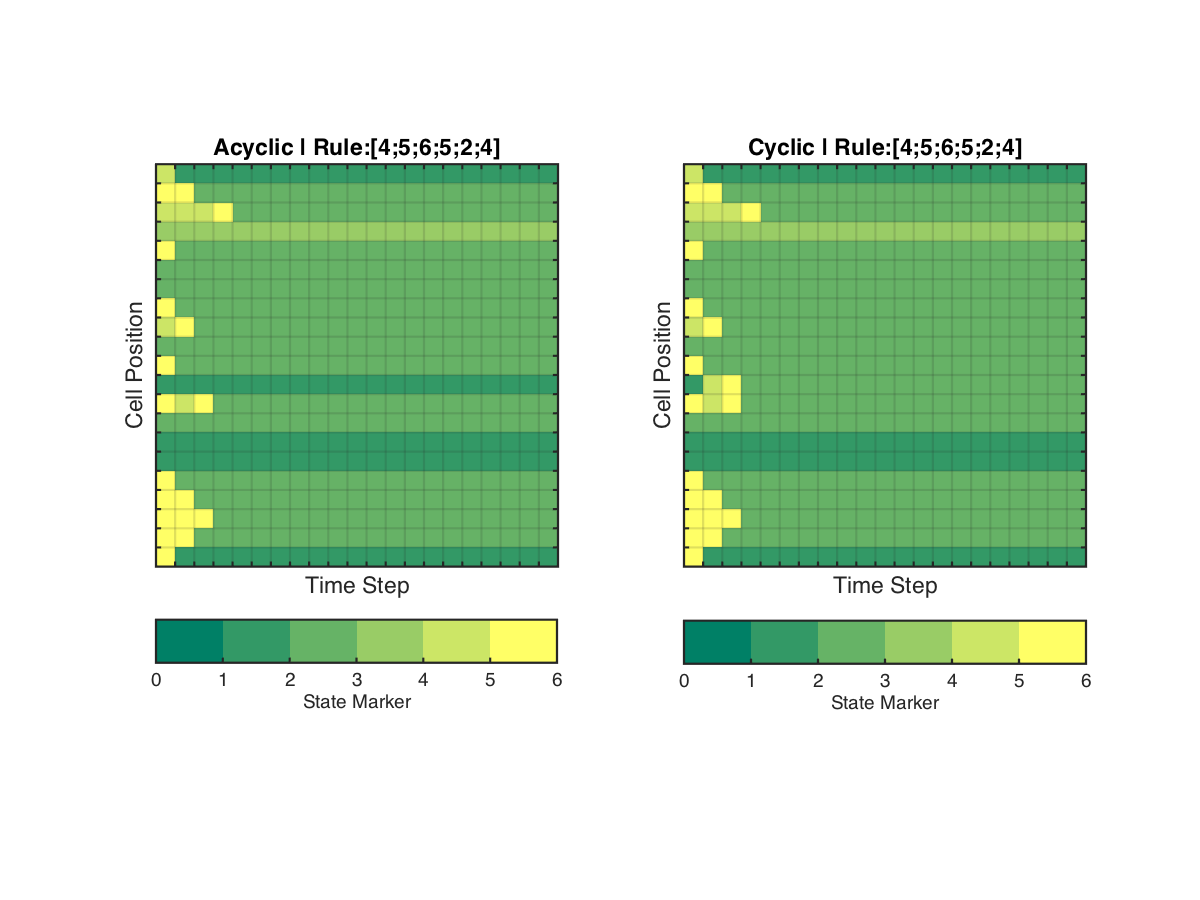 Acyclic | Rule:[4;5;6;5;2;4]
Cell Position
Time Step
0 1 2 3 4 5 6
State Marker
Cyclic | Rule:[4;5;6;5;2;4]
Cell Position
Time Step
0 1 2 3 4 5 6
State Marker